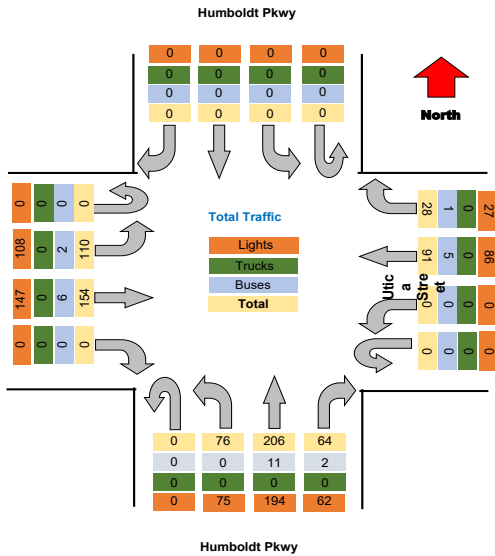 Humboldt Pkwy
0 0 0 0
0 0 0 0
0 0 0 0
0 0 0 0
North
0 0 0 0
108 0 2 110
147 0 6 154
0 0 0 0
Total Traffic
Lights
Trucks
Buses
Total
28 1 0 27
91 5 0 86
0 0 0 0
0 0 0 0
Utic
a
Stre
et
0 76 206 64
0 0 11 2
0 0 0 0
0 75 194 62
Humboldt Pkwy